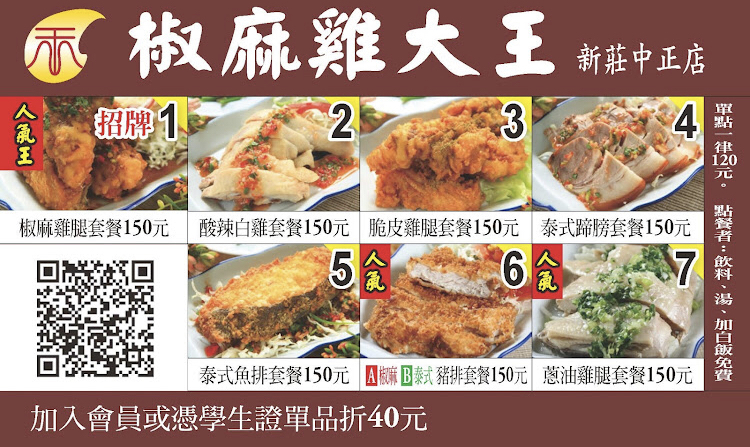 椒麻雞大王 新莊中正店
人氣王
招牌 1
椒麻雞腿套餐150元
2
酸辣白雞套餐150元
3
脆皮雞腿套餐150元
4
泰式蹄膀套餐150元
單點一律120元。 點餐者:飲料、湯、加白飯免費
5
泰式魚排套餐150元
人氣
6
A椒麻 B泰式 豬排套餐150元
人氣
7
蔥油雞腿套餐150元
加入會員或憑學生證單品折40元